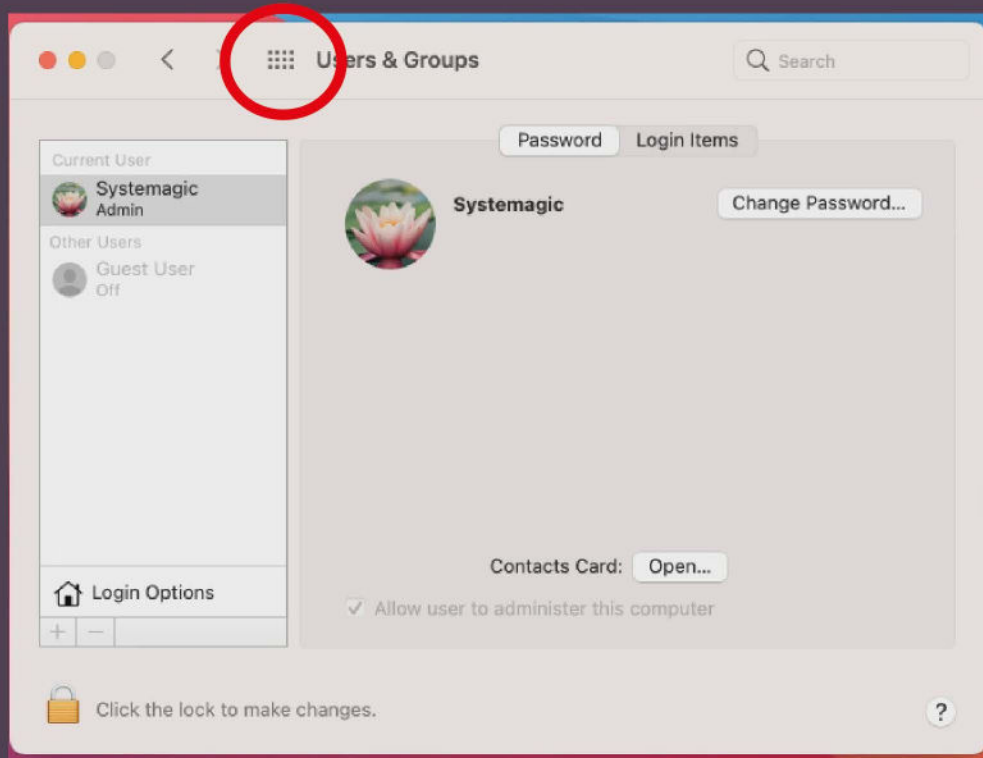 Users & Groups
Search
Password
Login Items
Current User
Systemagic
Admin
Other Users
Guest User
Off
Systemagic
Change Password...
Contacts Card:
Open...
Allow user to administer this computer
Login Options
+
−
Click the lock to make changes.
?